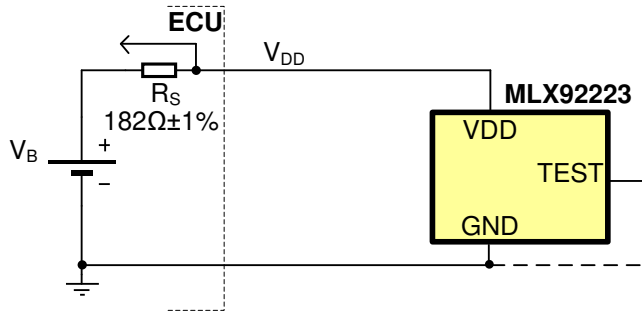 ECU
V_DD
R_S
182Ω±1%
V_B
+
−
MLX92223
VDD
TEST
GND